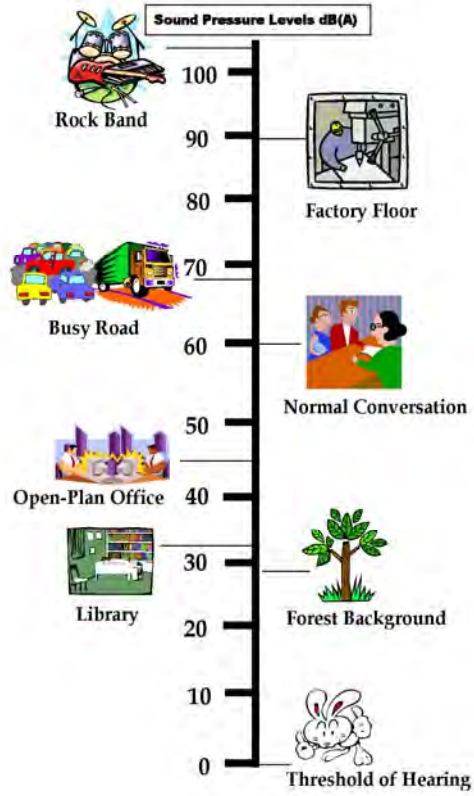 Sound Pressure Levels dB(A)
100
Rock Band
90
80
Factory Floor
70
Busy Road
60
Normal Conversation
50
Open-Plan Office
40
30
Library
Forest Background
20
10
0
Threshold of Hearing